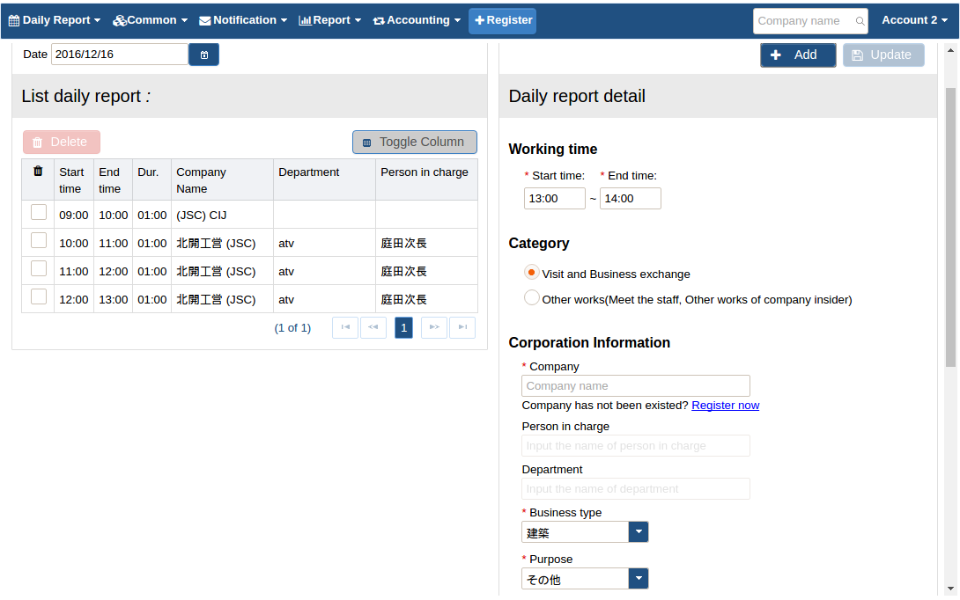 Daily Report Common Notification Report Accounting Register Company name Account 2
Date 2016/12/16
List daily report :
Delete Toggle Column
Start time End time Dur. Company Name Department Person in charge
09:00 10:00 01:00 (JSC) CIJ
10:00 11:00 01:00 北開工営 (JSC) atv 庭田次長
11:00 12:00 01:00 北開工営 (JSC) atv 庭田次長
12:00 13:00 01:00 北開工営 (JSC) atv 庭田次長
(1 of 1) 1
Add Update
Daily report detail
Working time
* Start time: * End time:
13:00 ~ 14:00
Category
Visit and Business exchange
Other works(Meet the staff, Other works of company insider)
Corporation Information
* Company
Company name
Company has not been existed? Register now
Person in charge
Input the name of person in charge
Department
Input the name of department
* Business type
建築
* Purpose
その他